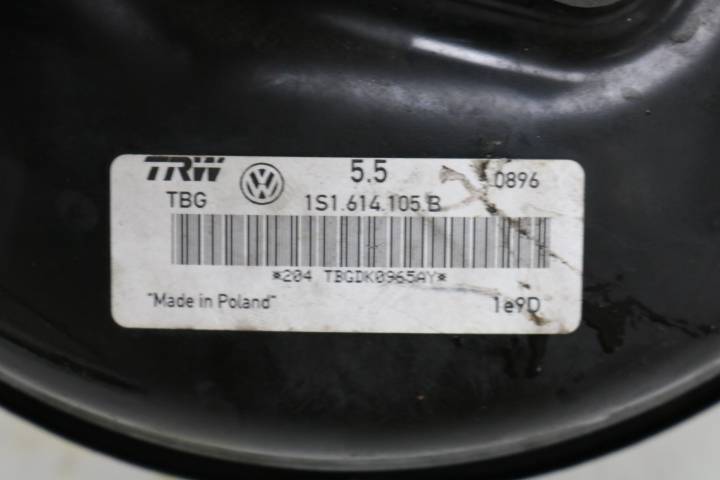 TRW 5.5 0896
TBG 1S1.614.105.B
*204 TBGDK0965AY*
"Made in Poland" 1e9D